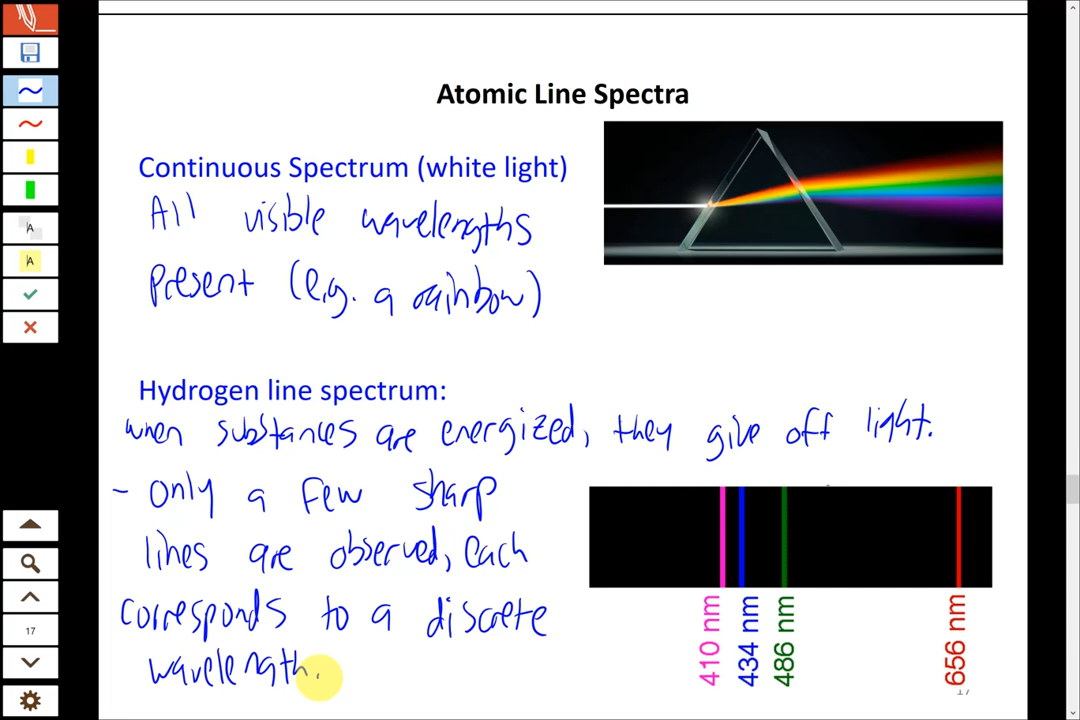 Atomic Line Spectra
Continuous Spectrum (white light)
All visible wavelengths
Present (e.g. a rainbow)
Hydrogen line spectrum:
when substances are energized, they give off light.
- Only a few sharp
lines are observed, each
corresponds to a discrete
wavelength.
410 nm
434 nm
486 nm
656 nm
17
A
A
17